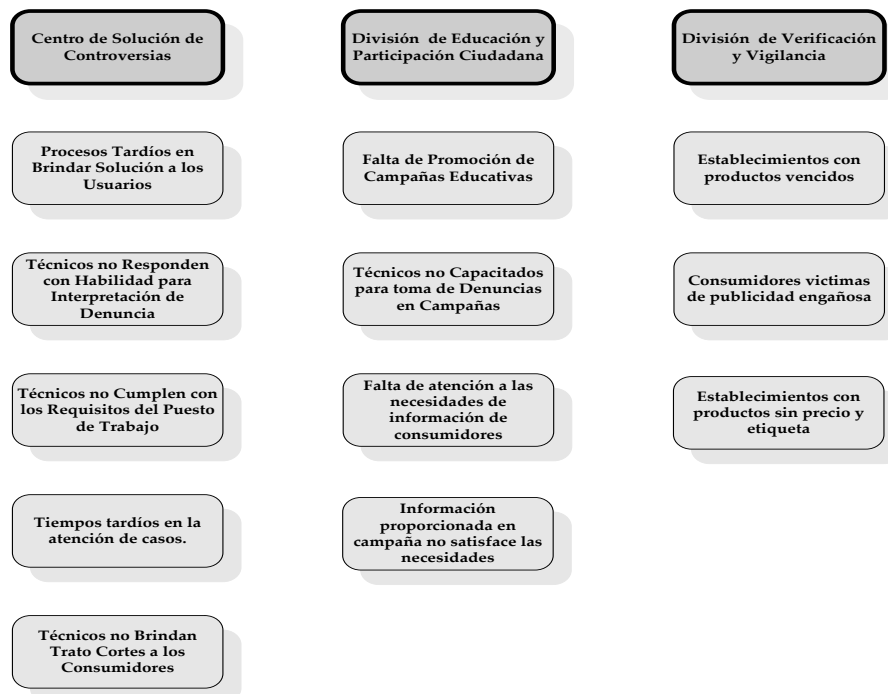 Centro de Solución de
Controversias
Procesos Tardíos en
Brindar Solución a los
Usuarios
Técnicos no Responden
con Habilidad para
Interpretación de
Denuncia
Técnicos no Cumplen con
los Requisitos del Puesto
de Trabajo
Tiempos tardíos en la
atención de casos.
Técnicos no Brindan
Trato Cortes a los
Consumidores
División de Educación y
Participación Ciudadana
Falta de Promoción de
Campañas Educativas
Técnicos no Capacitados
para toma de Denuncias
en Campañas
Falta de atención a las
necesidades de
información de
consumidores
Información
proporcionada en
campaña no satisface las
necesidades
División de Verificación
y Vigilancia
Establecimientos con
productos vencidos
Consumidores victimas
de publicidad engañosa
Establecimientos con
productos sin precio y
etiqueta